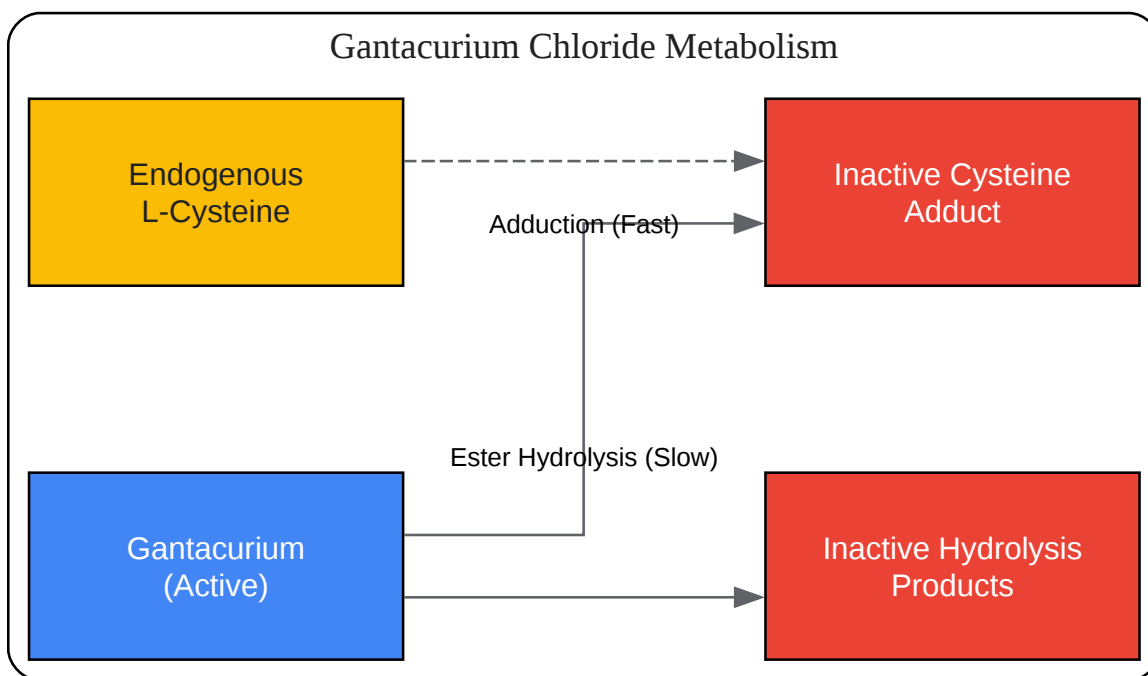 Gantacurium Chloride Metabolism
Endogenous
L-Cysteine
Inactive Cysteine
Adduct
Adduction (Fast)
Ester Hydrolysis (Slow)
Gantacurium
(Active)
Inactive Hydrolysis
Products